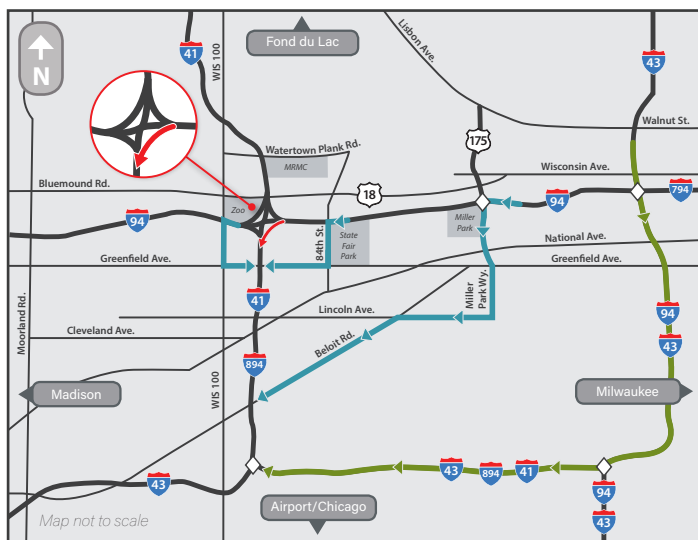 Fond du Lac
Lisbon Ave.
WIS 100
41
43
N
Walnut St.
175
Watertown Plank Rd.
MRMC
Wisconsin Ave.
Bluemound Rd.
18
794
94
Zoo
94
Miller
Park
State
Fair
Park
84th St.
National Ave.
Greenfield Ave.
Greenfield Ave.
41
Miller
Park Wy.
Moorland Rd.
Lincoln Ave.
94
Cleveland Ave.
Beloit Rd.
43
894
WIS 100
Madison
Milwaukee
43
894
41
43
94
Airport/Chicago
43
Map not to scale